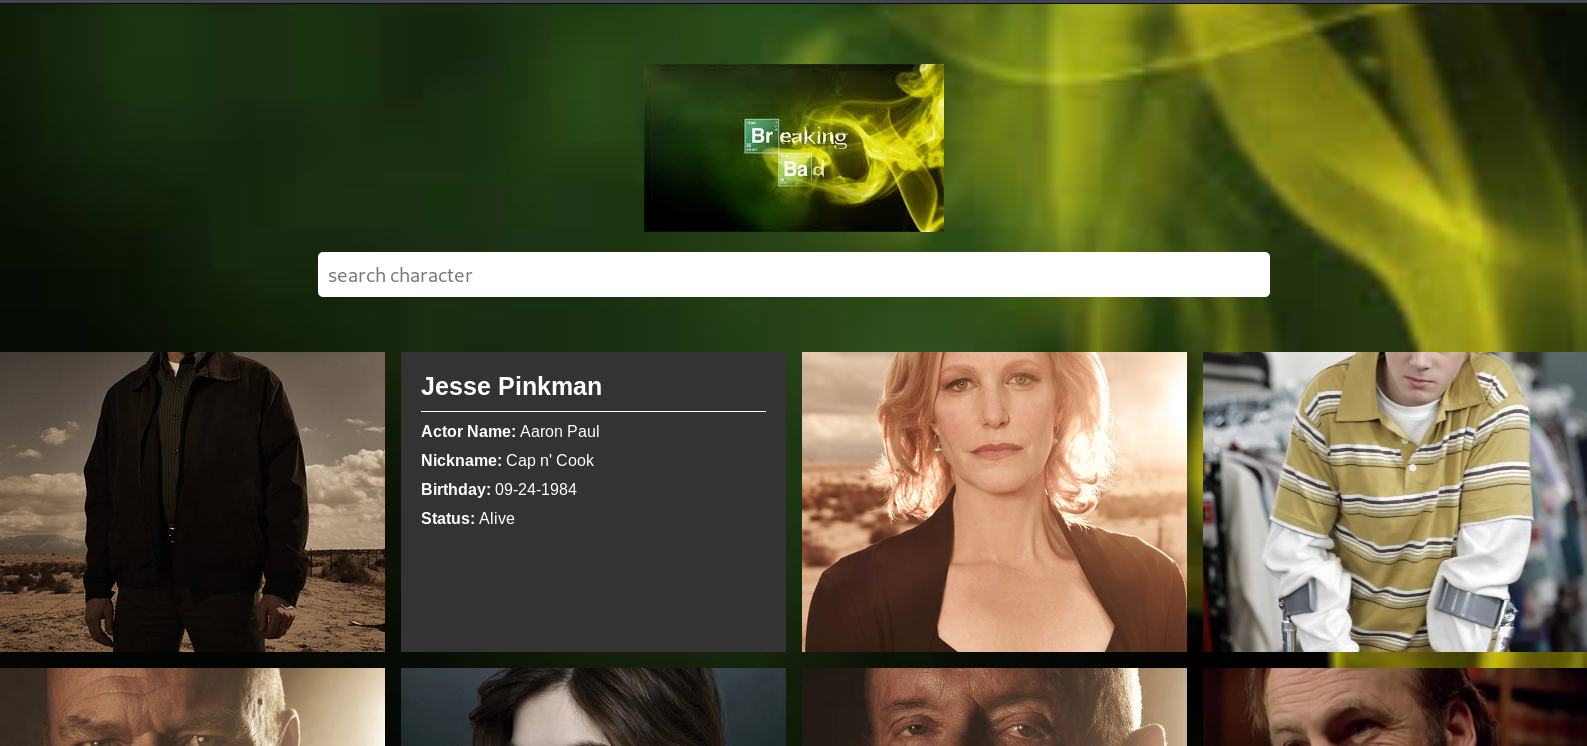 Breaking
Bad
search character
Jesse Pinkman
Actor Name: Aaron Paul
Nickname: Cap n' Cook
Birthday: 09-24-1984
Status: Alive